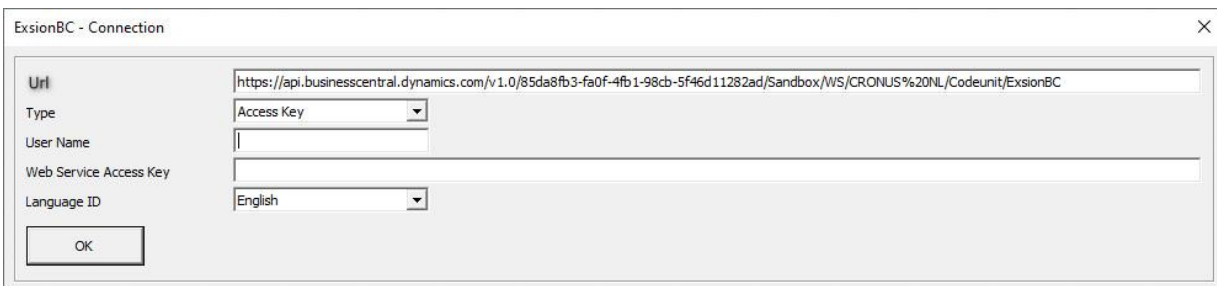 ExsionBC - Connection
Url https://api.businesscentral.dynamics.com/v1.0/85da8fb3-fa0f-4fb1-98cb-5f46d11282ad/Sandbox/WS/CRONUS%20NL/Codeunit/ExsionBC
Type Access Key
User Name
Web Service Access Key
Language ID English
OK